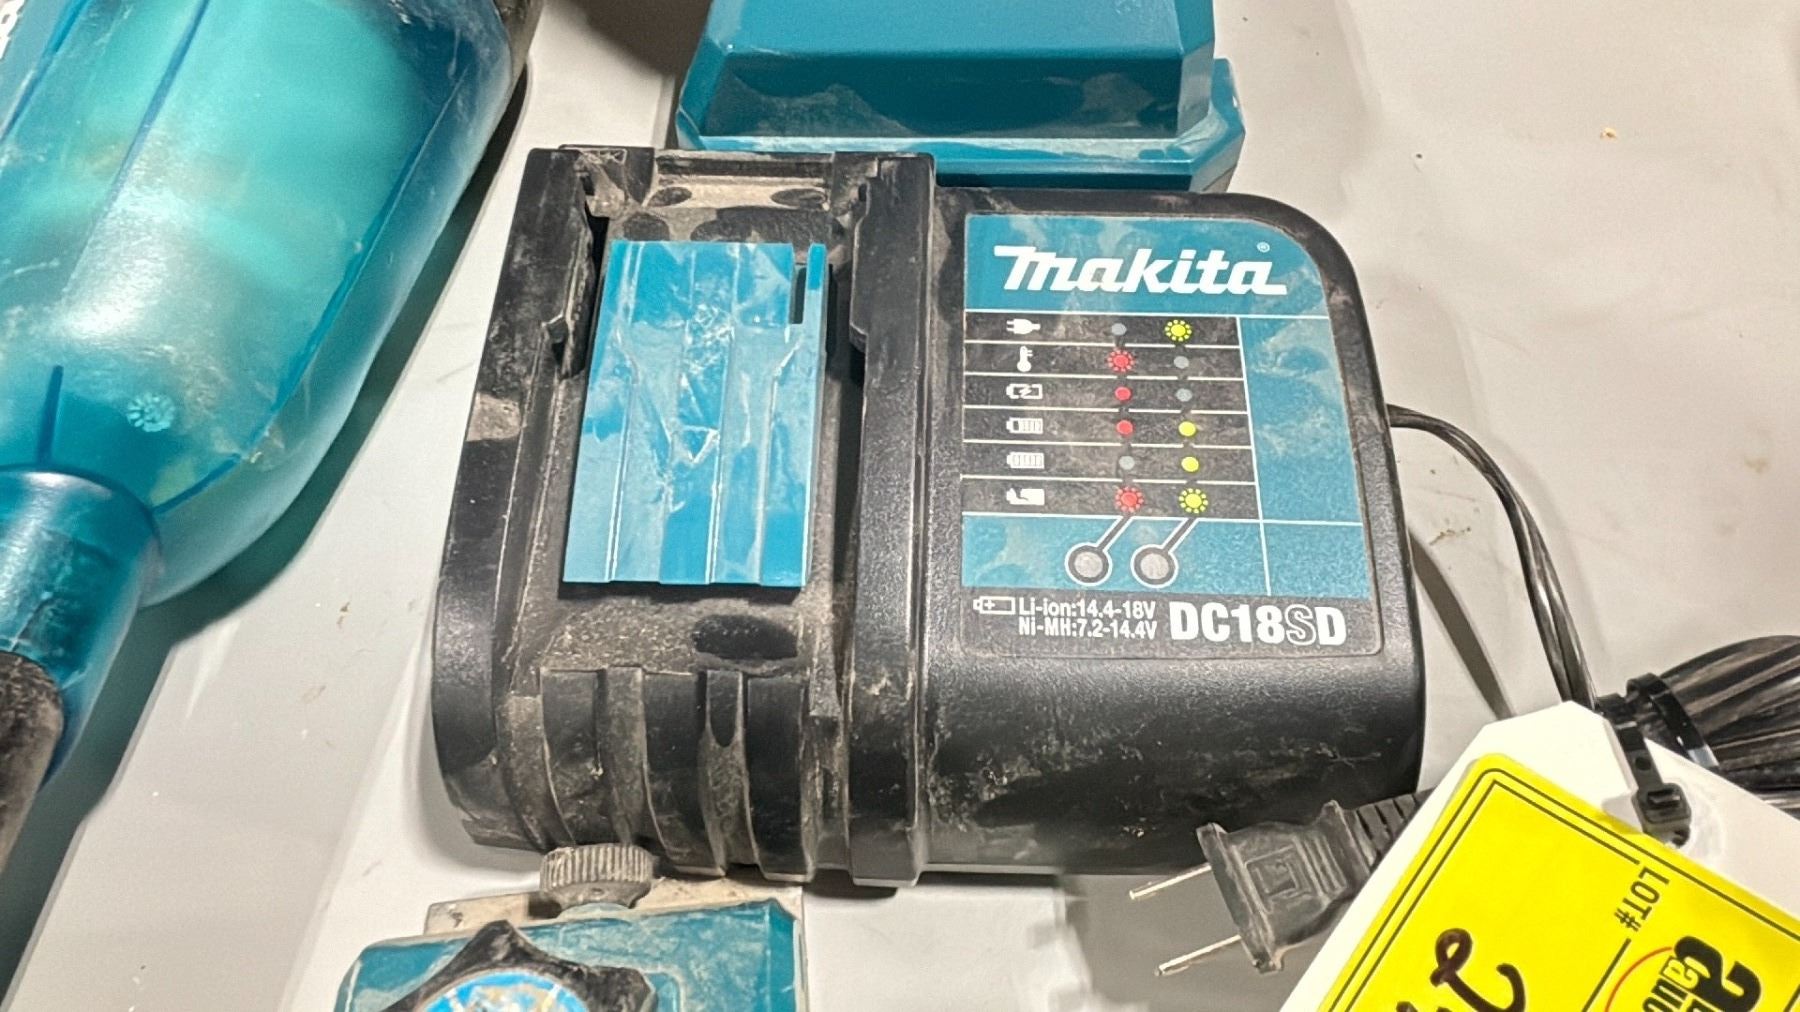 makita®
Li-ion:14.4-18V
Ni-MH:7.2-14.4V
DC18SD
LOT#